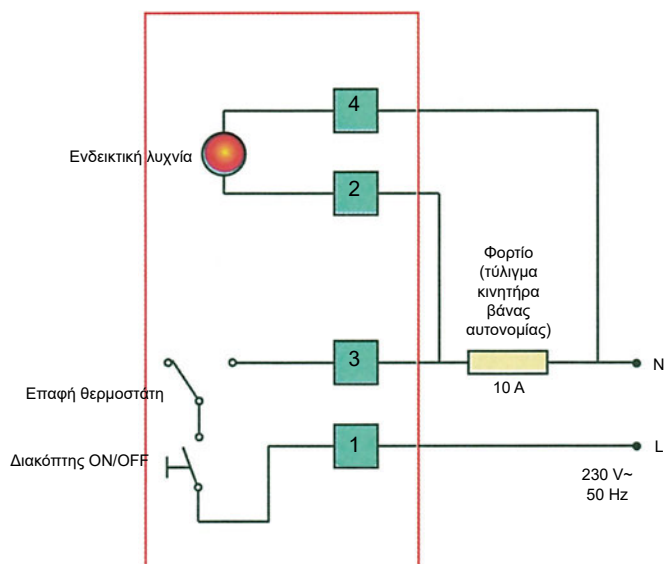 4
Ενδεικτική λυχνία
2
Φορτίο
(τύλιγμα
κινητήρα
βάνας
αυτονομίας)
3
N
10 A
Επαφή θερμοστάτη
1
L
Διακόπτης ON/OFF
230 V~
50 Hz